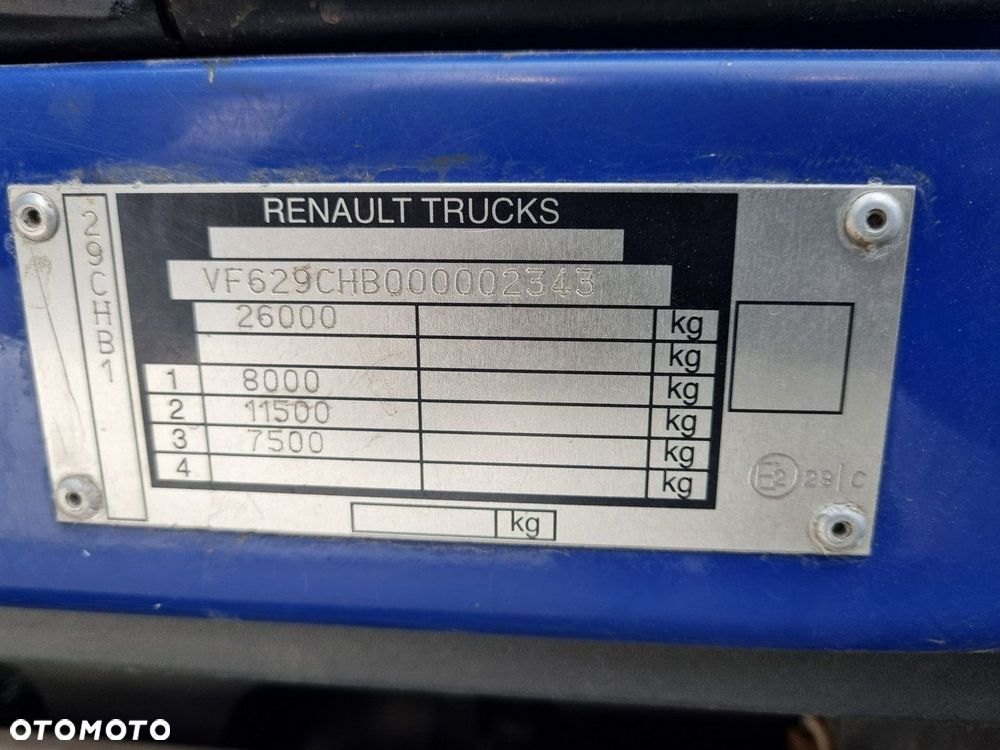 RENAULT TRUCKS
29CHB1
VF629CHB000002343
26000 kg
kg
1 8000 kg
2 11500 kg
3 7500 kg
4 kg
kg
E2 29 | C
OTOMOTO